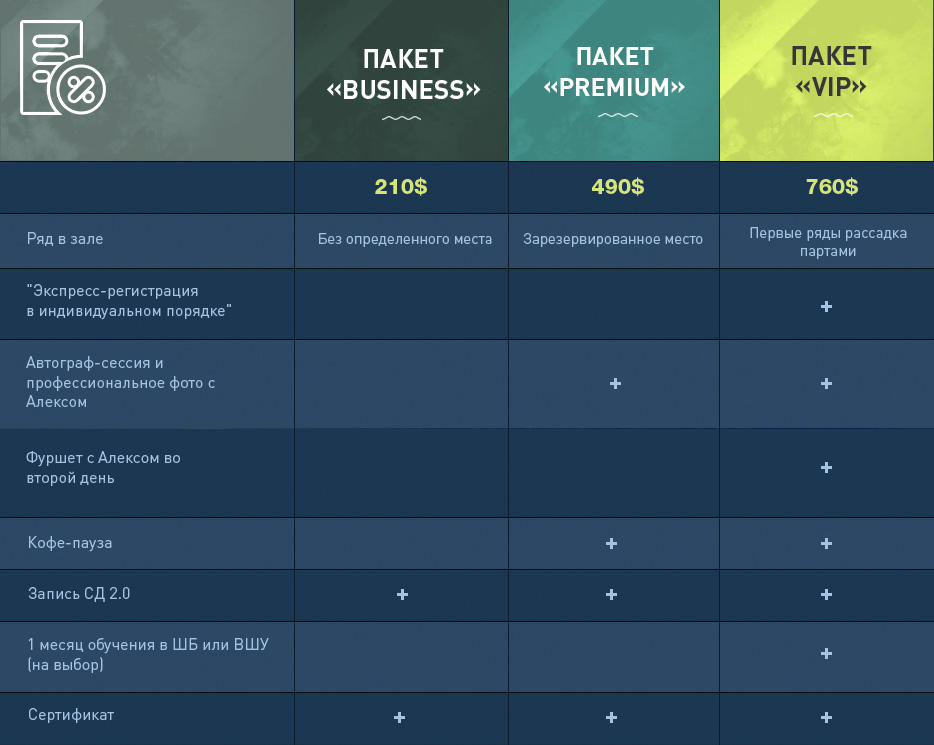 ПАКЕТ
«BUSINESS»
ПАКЕТ
«PREMIUM»
ПАКЕТ
«VIP»
210$
490$
760$
Ряд в зале
Без определенного места
Зарезервированное место
Первые ряды рассадка
партами
"Экспресс-регистрация
в индивидуальном порядке"
+
Автограф-сессия и
профессиональное фото с
Алексом
+
+
Фуршет с Алексом во
второй день
+
Кофе-пауза
+
+
Запись СД 2.0
+
+
+
1 месяц обучения в ШБ или ВШУ
(на выбор)
+
Сертификат
+
+
+